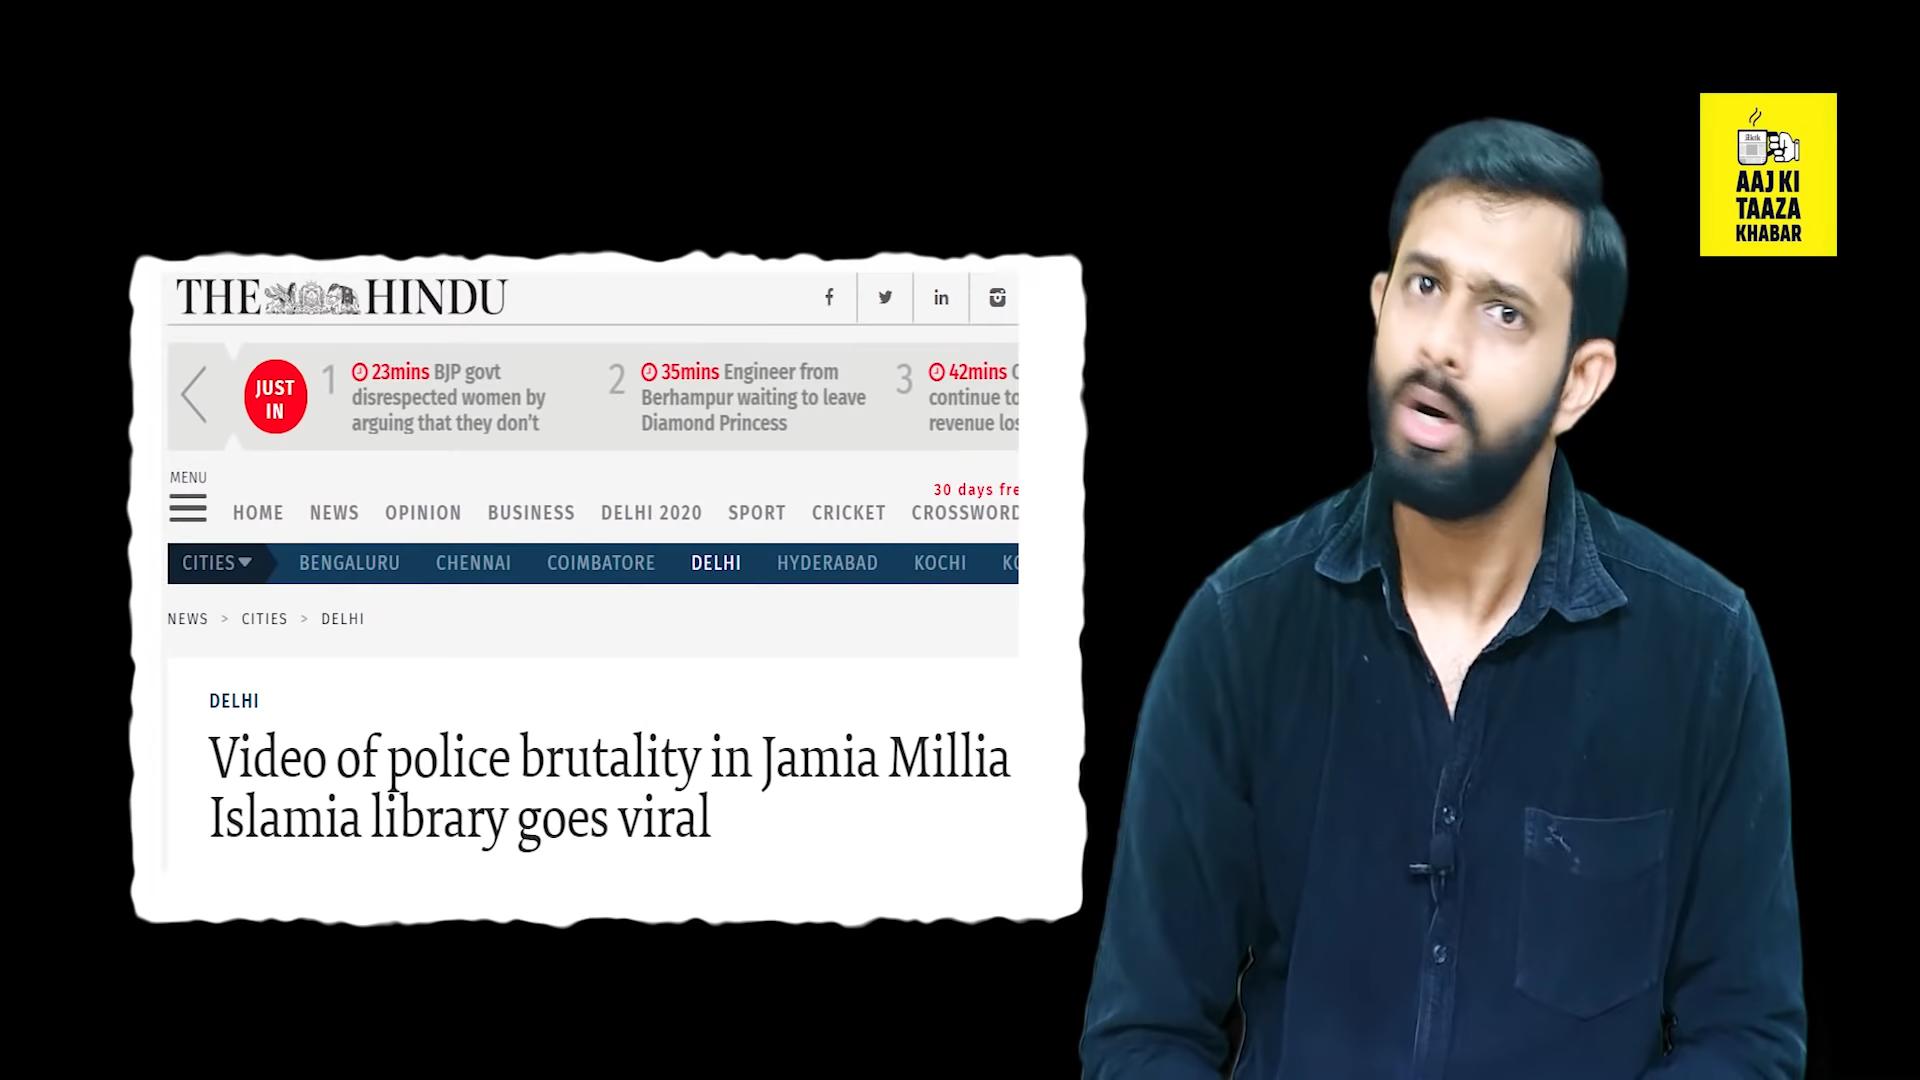 THE HINDU
JUST
IN
1
23mins BJP govt
disrespected women by
arguing that they don't
2
35mins Engineer from
Berhampur waiting to leave
Diamond Princess
3
42mins
continue to
revenue los
MENU
30 days fre
HOME NEWS OPINION BUSINESS DELHI 2020 SPORT CRICKET CROSSWORD
CITIES BENGALURU CHENNAI COIMBATORE DELHI HYDERABAD KOCHI
NEWS > CITIES > DELHI
DELHI
Video of police brutality in Jamia Millia
Islamia library goes viral
AAJ KI
TAAZA
KHABAR